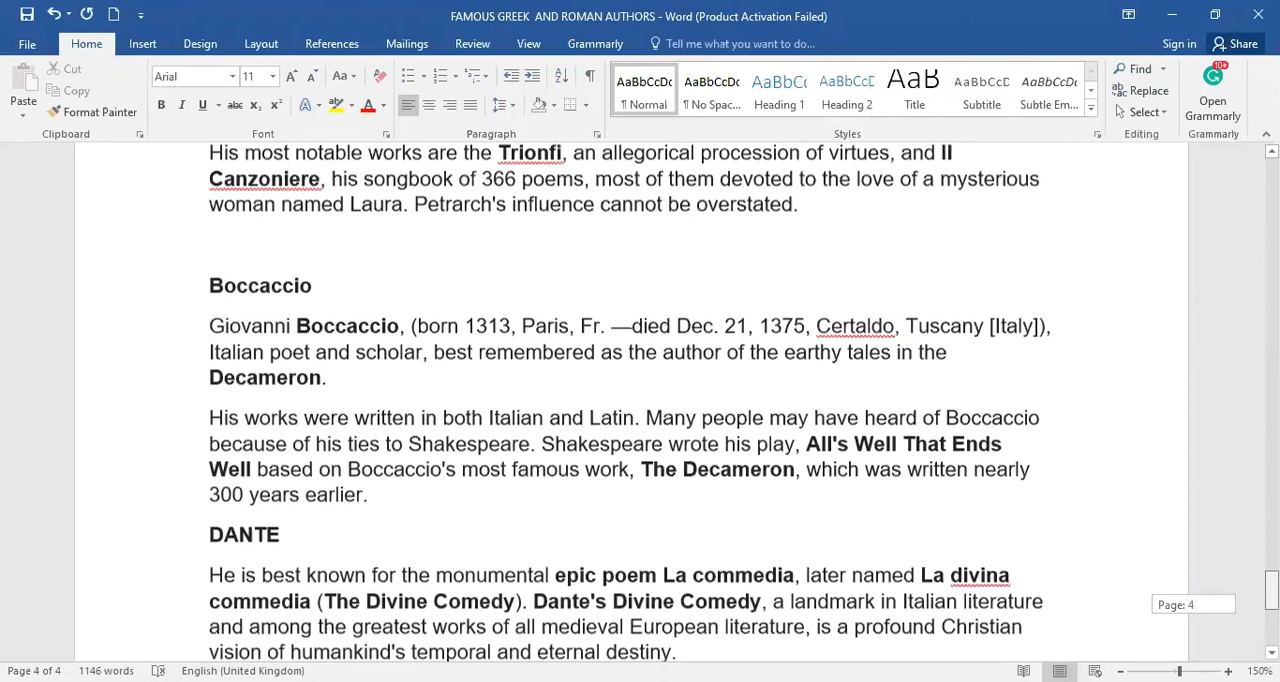 FAMOUS GREEK  AND ROMAN AUTHORS - Word (Product Activation Failed)
File Home Insert Design Layout References Mailings Review View Grammarly Tell me what you want to do... Sign in Share
Cut
Copy
Format Painter
Paste
Clipboard
Arial 11
Font
Paragraph
AaBbCcDc AaBbCcDc AaBbCc AaBbCcE AaB AaBbCcD AaBbCcDc
¶ Normal ¶ No Spac... Heading 1 Heading 2 Title Subtitle Subtle Em...
Styles
Find
Replace
Select
Editing
10+
Open
Grammarly
Grammarly
His most notable works are the Trionfi, an allegorical procession of virtues, and Il
Canzoniere, his songbook of 366 poems, most of them devoted to the love of a mysterious
woman named Laura. Petrarch's influence cannot be overstated.
Boccaccio
Giovanni Boccaccio, (born 1313, Paris, Fr. —died Dec. 21, 1375, Certaldo, Tuscany [Italy]),
Italian poet and scholar, best remembered as the author of the earthy tales in the
Decameron.
His works were written in both Italian and Latin. Many people may have heard of Boccaccio
because of his ties to Shakespeare. Shakespeare wrote his play, All's Well That Ends
Well based on Boccaccio's most famous work, The Decameron, which was written nearly
300 years earlier.
DANTE
He is best known for the monumental epic poem La commedia, later named La divina
commedia (The Divine Comedy). Dante's Divine Comedy, a landmark in Italian literature
and among the greatest works of all medieval European literature, is a profound Christian
vision of humankind's temporal and eternal destiny.
Page: 4
Page 4 of 4 1146 words English (United Kingdom) 150%